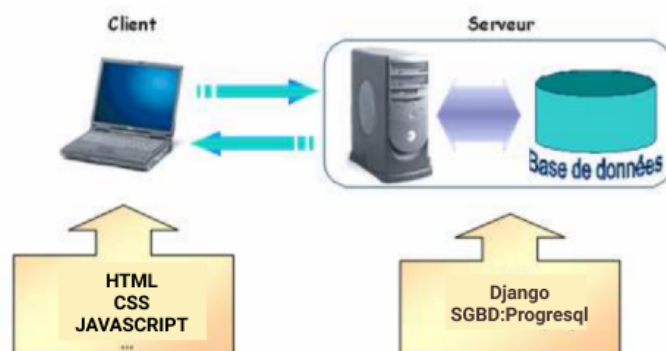 Client
Serveur
Base de données
HTML
CSS
JAVASCRIPT
...
Django
SGBD:Progresql